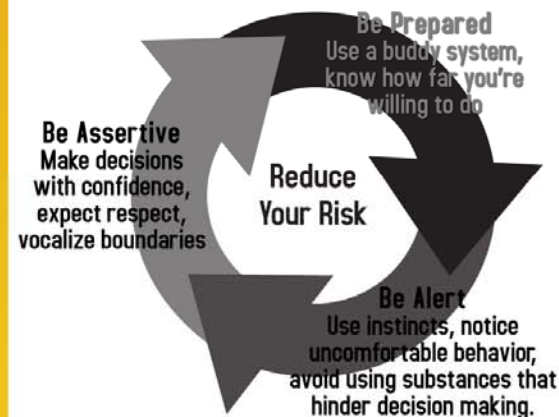 Be Prepared
Use a buddy system,
know how far you're
willing to do
Be Assertive
Make decisions
with confidence,
expect respect,
vocalize boundaries
Reduce
Your Risk
Be Alert
Use instincts, notice
uncomfortable behavior,
avoid using substances that
hinder decision making.